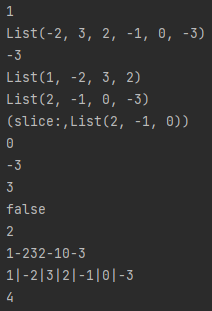 1
List(-2, 3, 2, -1, 0, -3)
-3
List(1, -2, 3, 2)
List(2, -1, 0, -3)
(slice:,List(2, -1, 0))
0
-3
3
false
2
1-232-10-3
1|-2|3|2|-1|0|-3
4